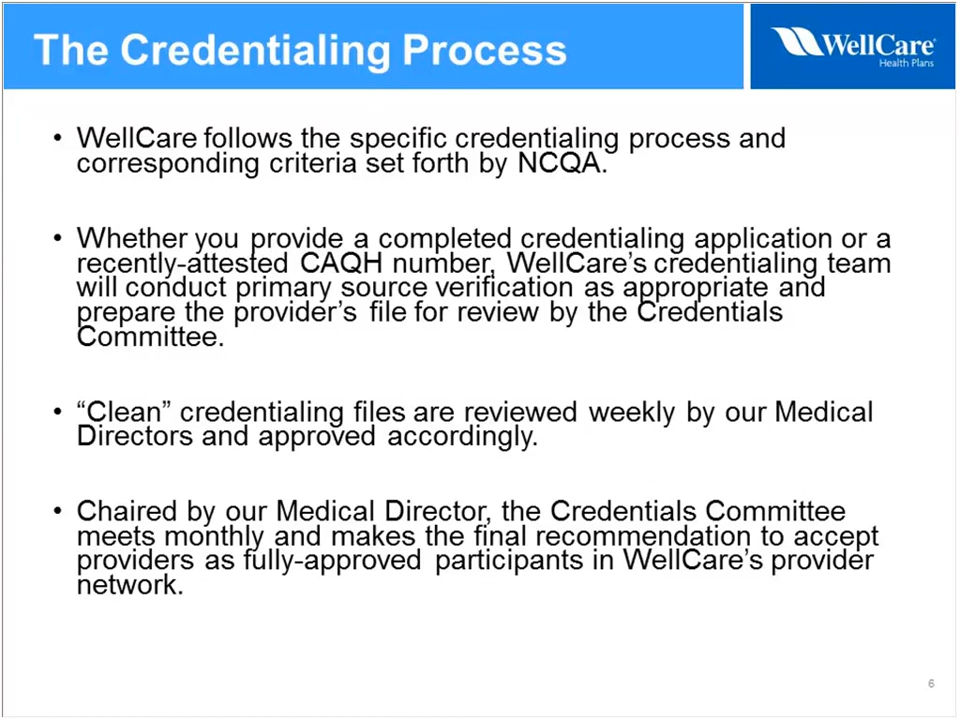 The Credentialing Process
WellCare®
Health Plans
• WellCare follows the specific credentialing process and
corresponding criteria set forth by NCQA.
• Whether you provide a completed credentialing application or a
recently-attested CAQH number, WellCare’s credentialing team
will conduct primary source verification as appropriate and
prepare the provider’s file for review by the Credentials
Committee.
• “Clean” credentialing files are reviewed weekly by our Medical
Directors and approved accordingly.
• Chaired by our Medical Director, the Credentials Committee
meets monthly and makes the final recommendation to accept
providers as fully-approved participants in WellCare’s provider
network.
6